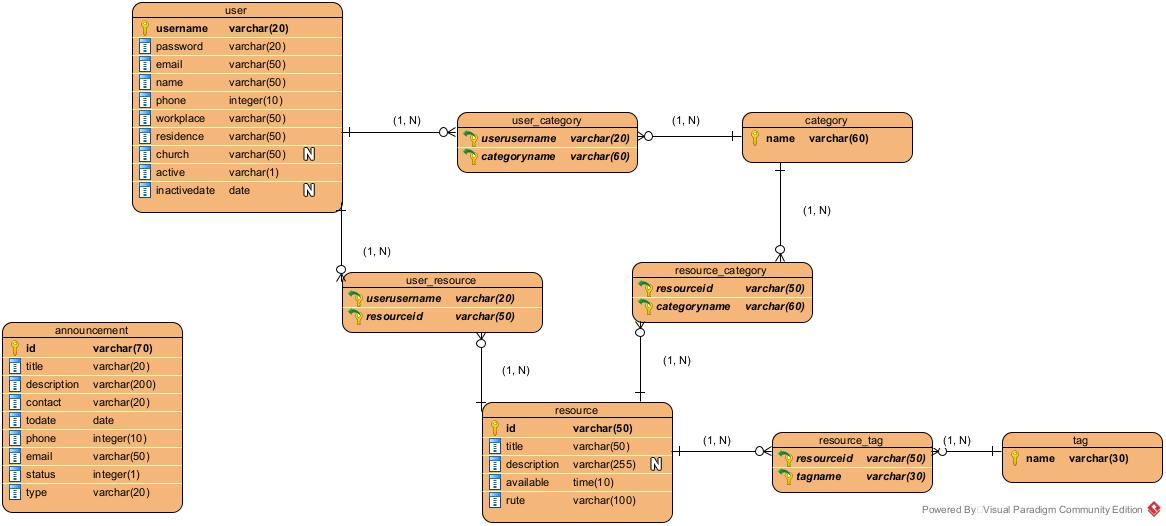 user
username varchar(20)
password varchar(20)
email varchar(50)
name varchar(50)
phone integer(10)
workplace varchar(50)
residence varchar(50)
church varchar(50) N
active varchar(1)
inactivedate date N
(1, N)
user_category
userusername varchar(20)
categoryname varchar(60)
(1, N)
category
name varchar(60)
(1, N)
(1, N)
user_resource
userusername varchar(20)
resourceid varchar(50)
resource_category
resourceid varchar(50)
categoryname varchar(60)
announcement
id varchar(70)
title varchar(20)
description varchar(200)
contact varchar(20)
todate date
phone integer(10)
email varchar(50)
status integer(1)
type varchar(20)
(1, N)
(1, N)
resource
id varchar(50)
title varchar(50)
description varchar(255) N
available time(10)
rute varchar(100)
(1, N)
resource_tag
resourceid varchar(50)
tagname varchar(30)
(1, N)
tag
name varchar(30)
Powered By Visual Paradigm Community Edition